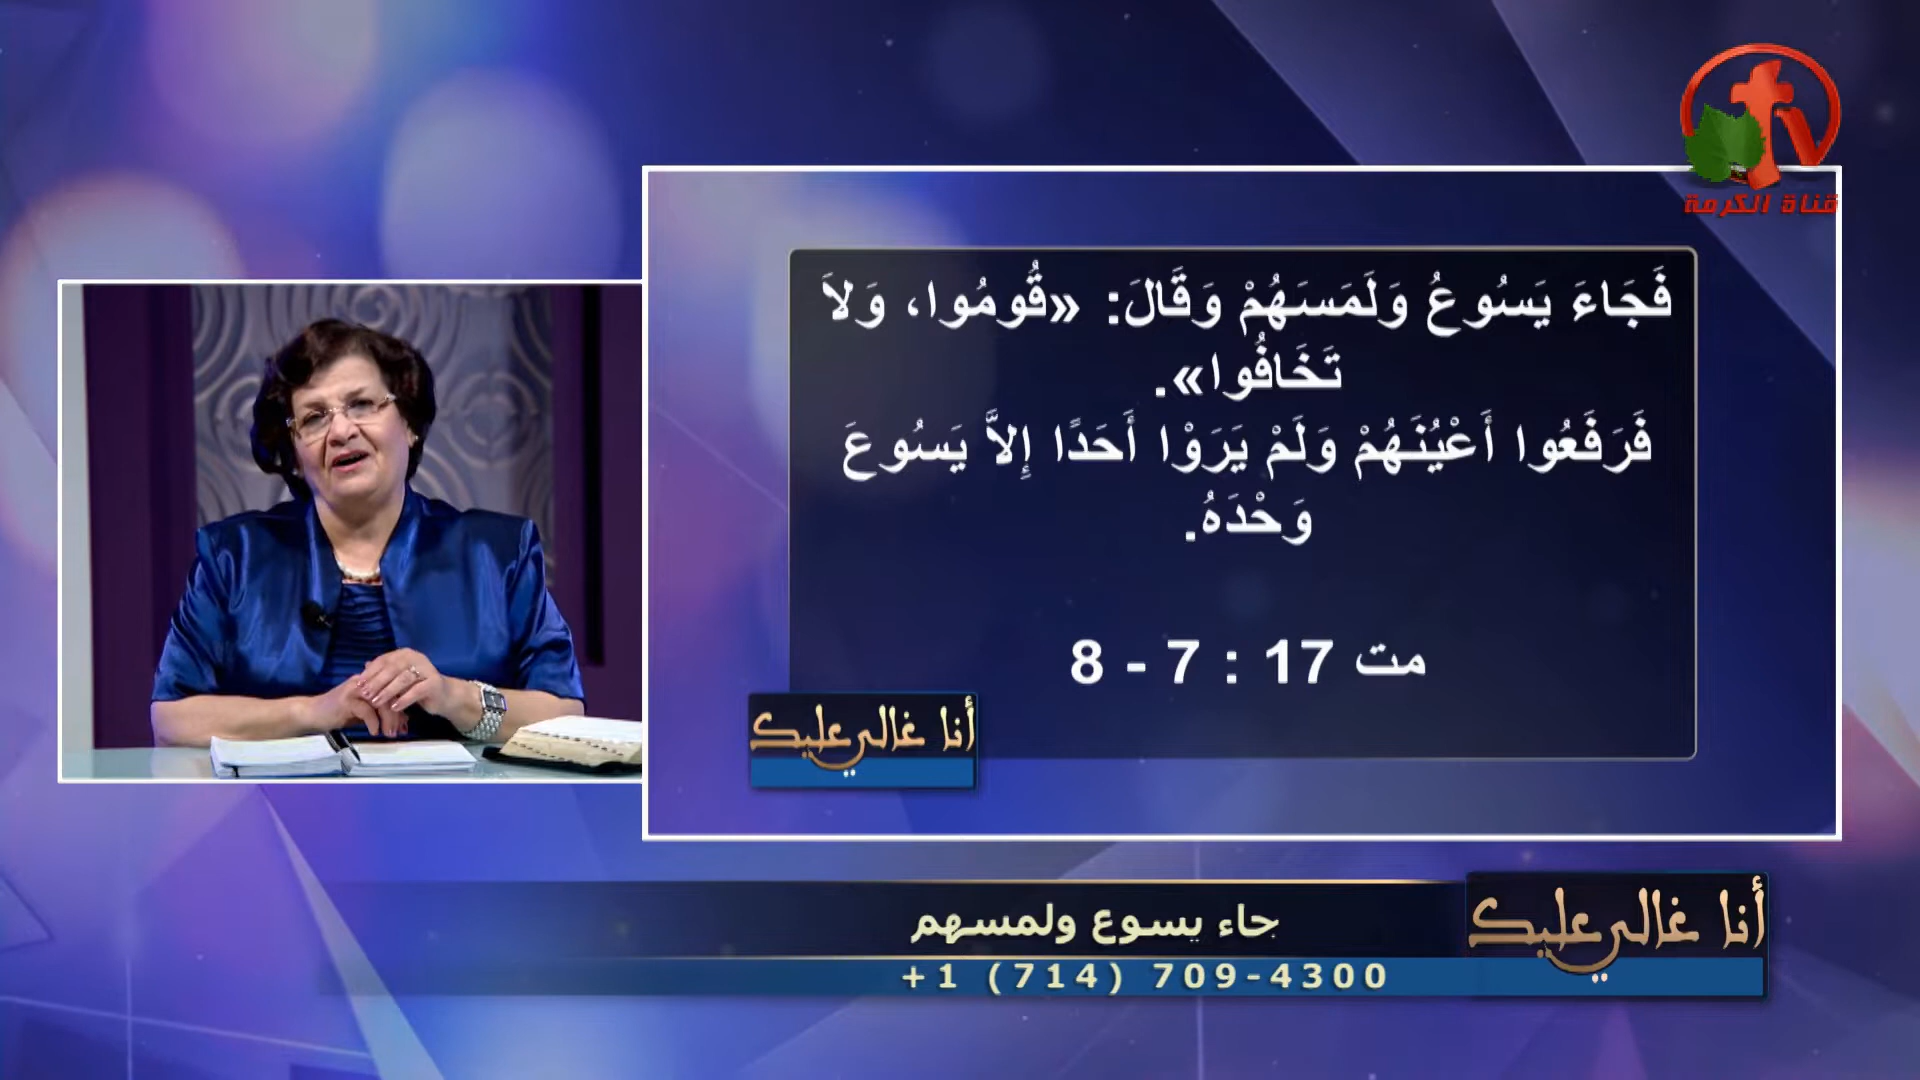 قناة الكرمة
فَجَاءَ يَسُوعُ وَلَمَسَهُمْ وَقَالَ: «قُومُوا، وَلاَ
تَخَافُوا».
فَرَفَعُوا أَعْيُنَهُمْ وَلَمْ يَرَوْا أَحَدًا إِلاَّ يَسُوعَ
وَحْدَهُ.
مت 17 : 7 - 8
أنا غالي عليك
جاء يسوع ولمسهم
أنا غالي عليك
+1 (714) 709-4300